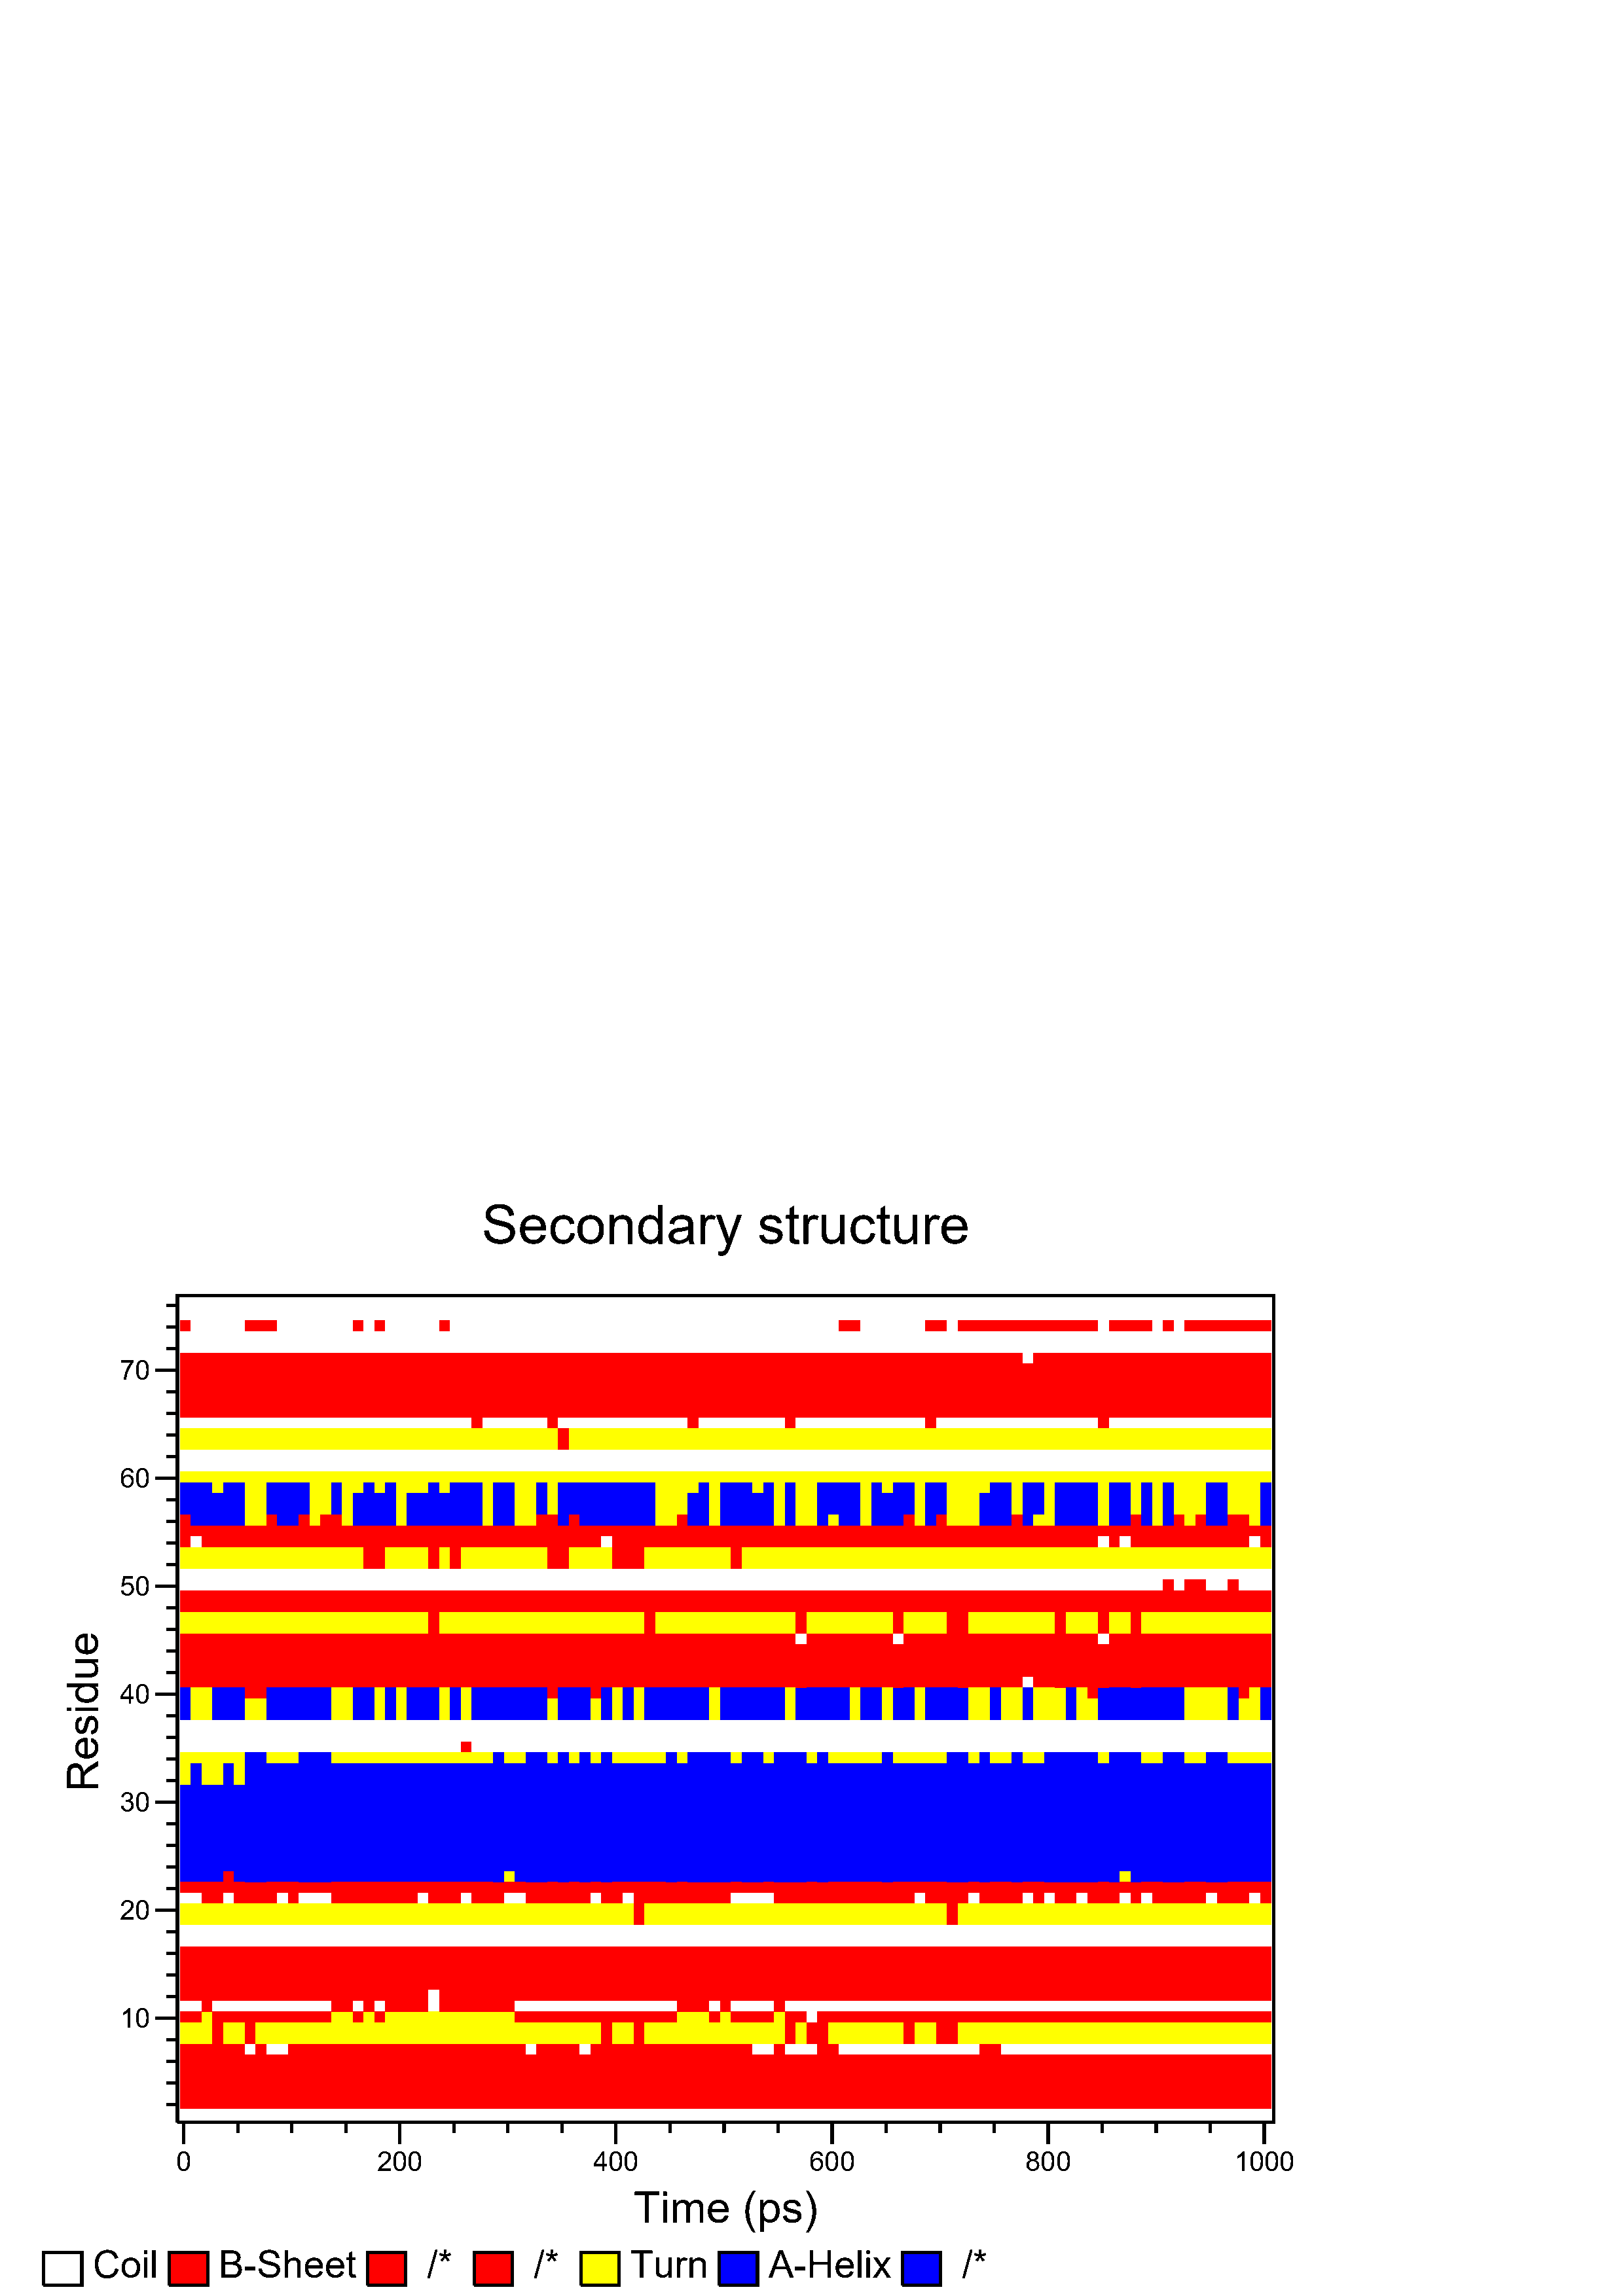 Secondary structure
70
60
50
40
30
20
10
Residue
0 200 400 600 800 1000
Time (ps)
Coil B-Sheet /* /* Turn A-Helix /*